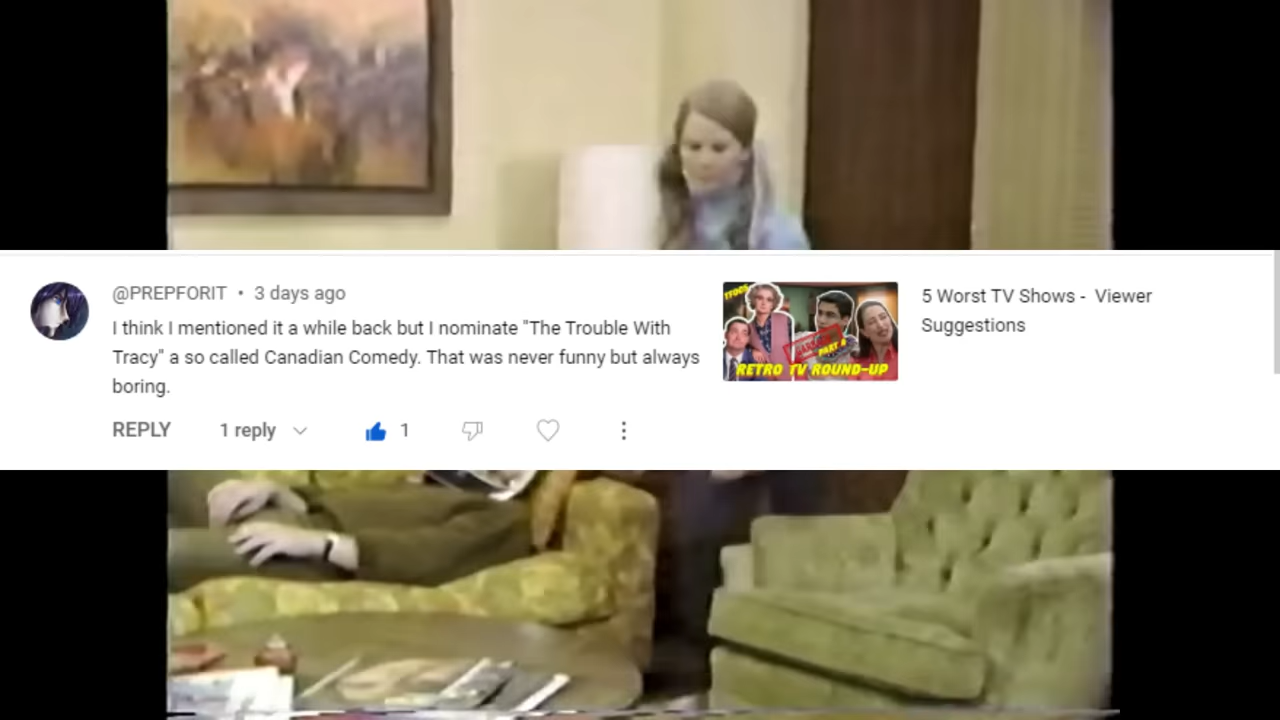 @PREPFORIT • 3 days ago
I think I mentioned it a while back but I nominate "The Trouble With
Tracy" a so called Canadian Comedy. That was never funny but always
boring.
REPLY 1 reply 1
PART 4
RETRO TV ROUND-UP
5 Worst TV Shows - Viewer
Suggestions